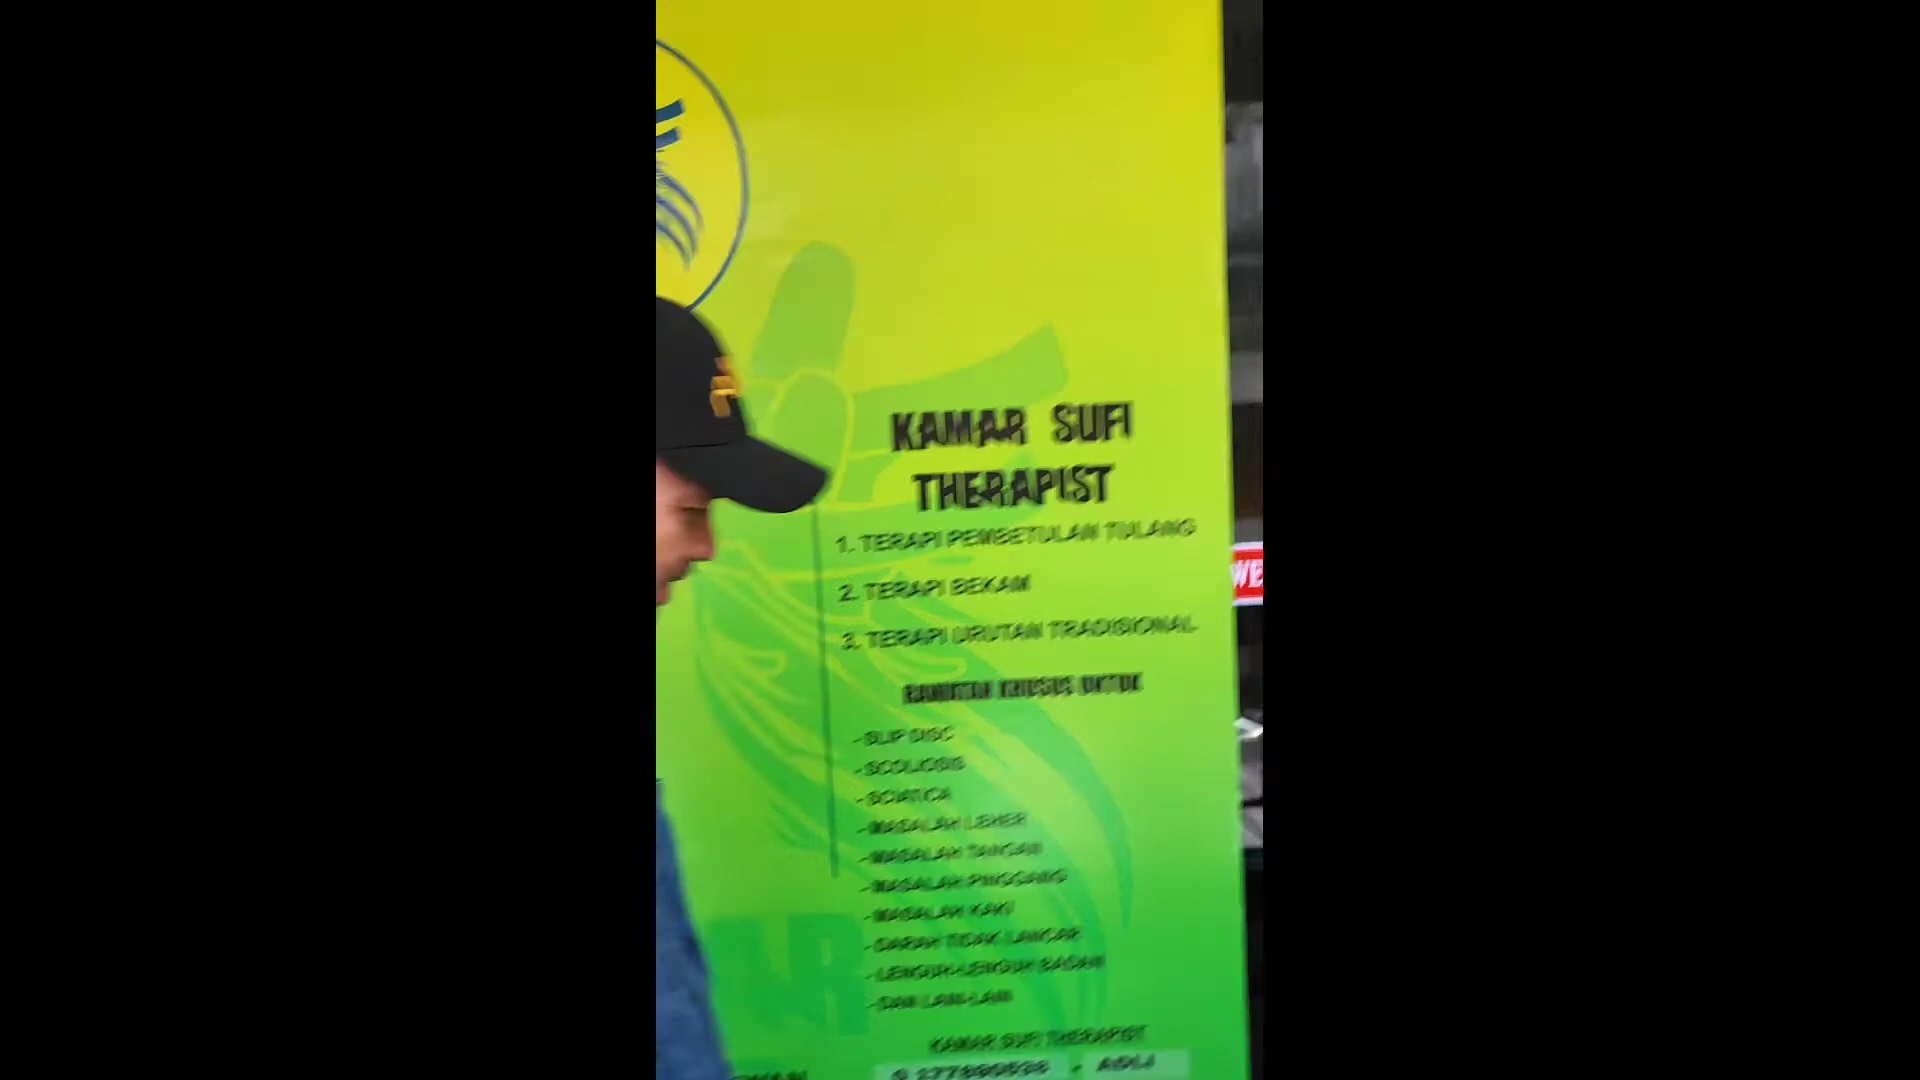 KAMAR SUFI
THERAPIST
1. TERAPI PEMBETULAN TULANG
2. TERAPI BEKAM
3. TERAPI URUTAN TRADISIONAL
RAWATAN KHUSUS UNTUK
- SLIP DISC
- SCOLIOSIS
- SCIATICA
- MASALAH LEHER
- MASALAH TANGAN
- MASALAH PINGGANG
- MASALAH KAKI
- DARAH TIDAK LANCAR
- LENGUH-LENGUH BADAN
- DAN LAIN-LAIN
KAMAR SUFI THERAPIST
WE